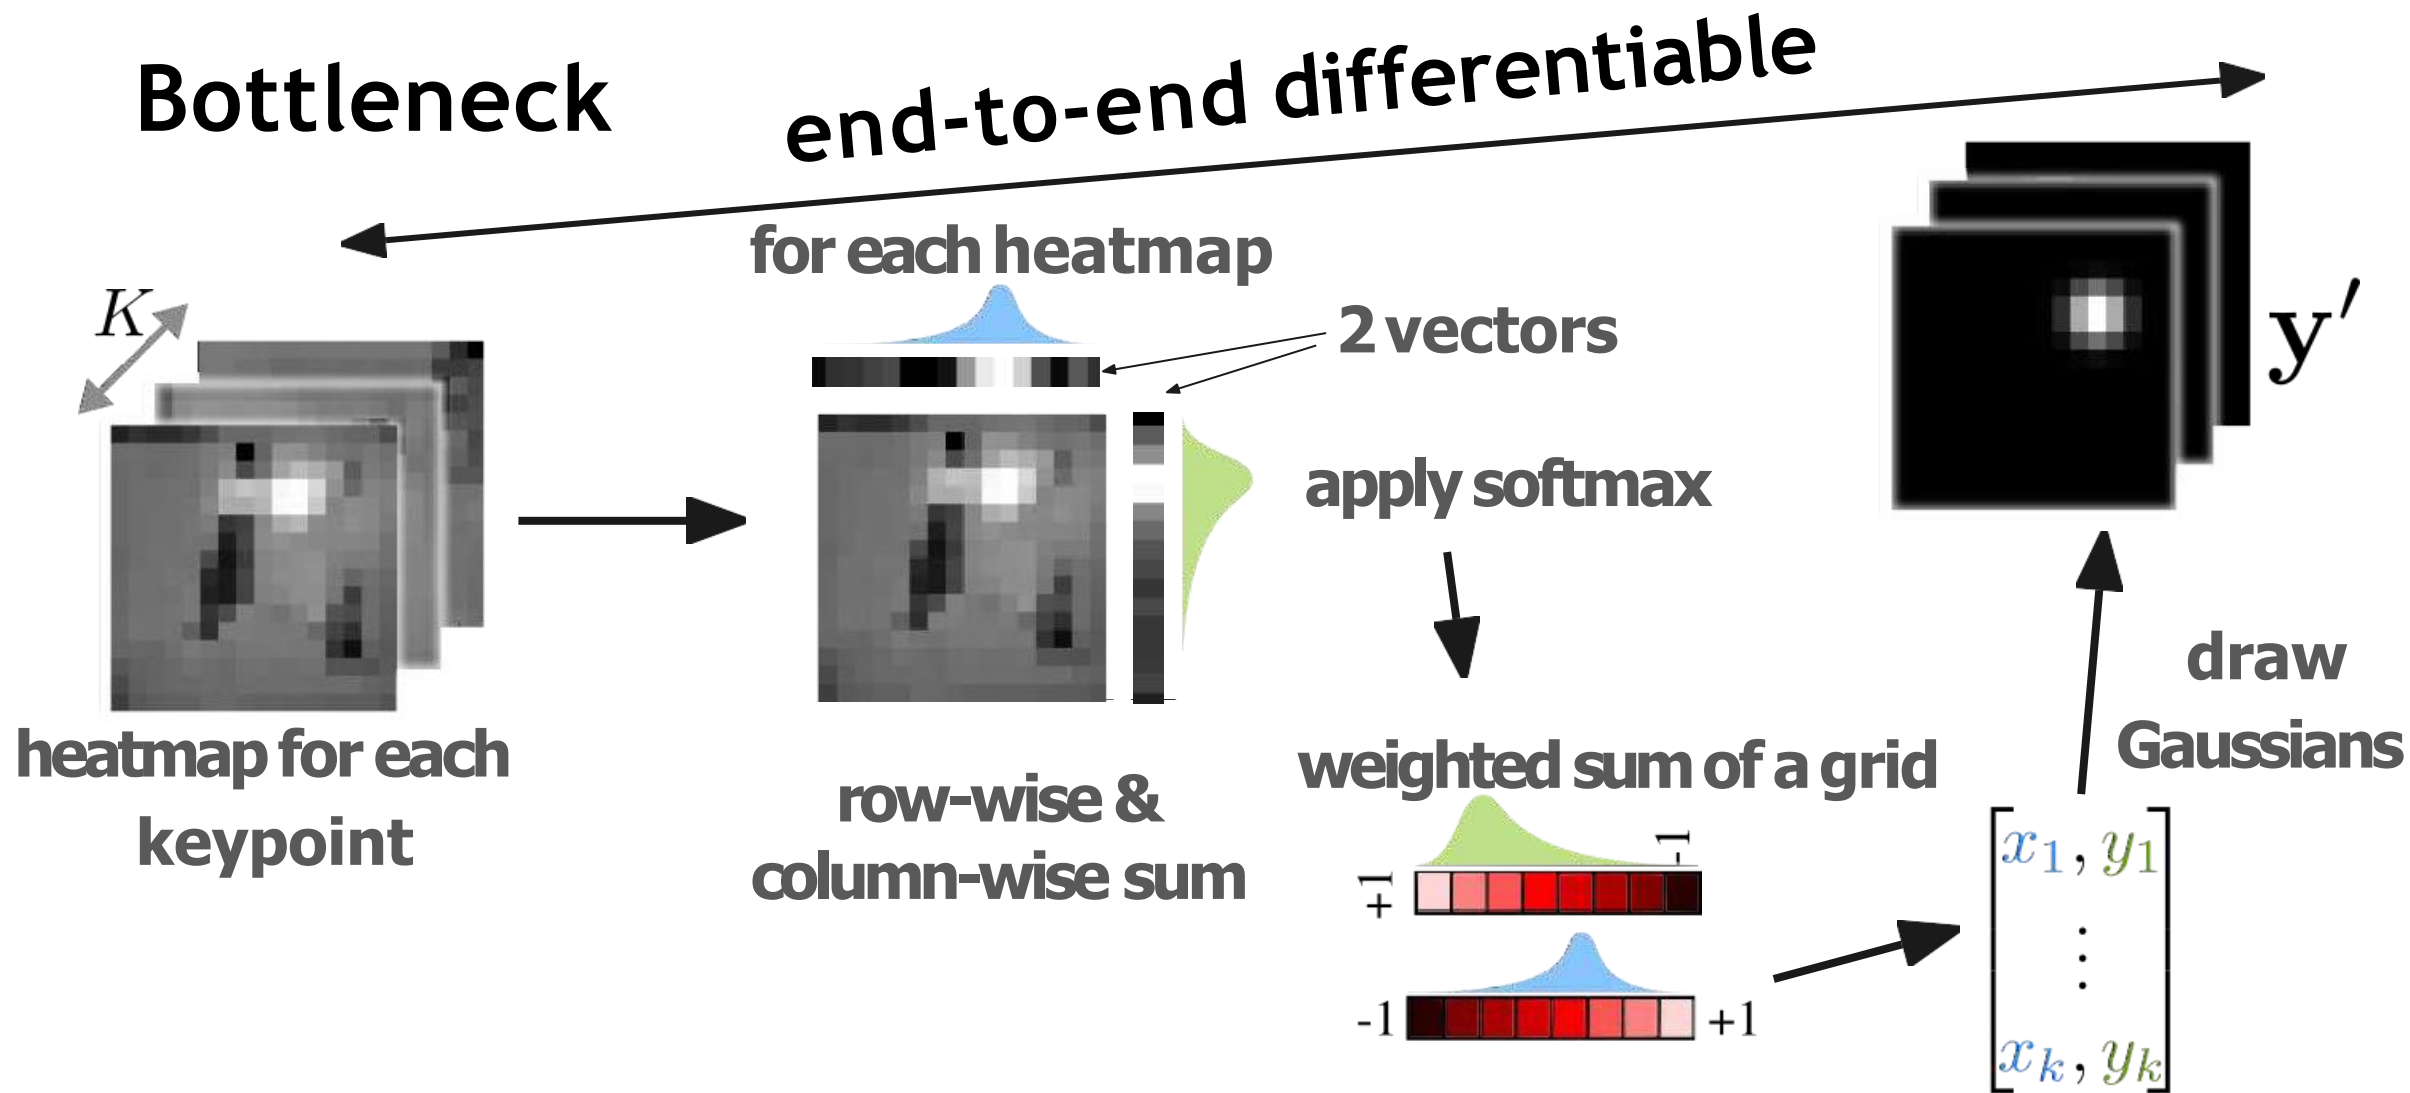 Bottleneck
end-to-end differentiable
K
heatmap for each
keypoint
for each heatmap
2 vectors
row-wise &
column-wise sum
apply softmax
weighted sum of a grid
+1
-1
-1
+1
x1, y1
⋮
xk, yk
draw
Gaussians
y′